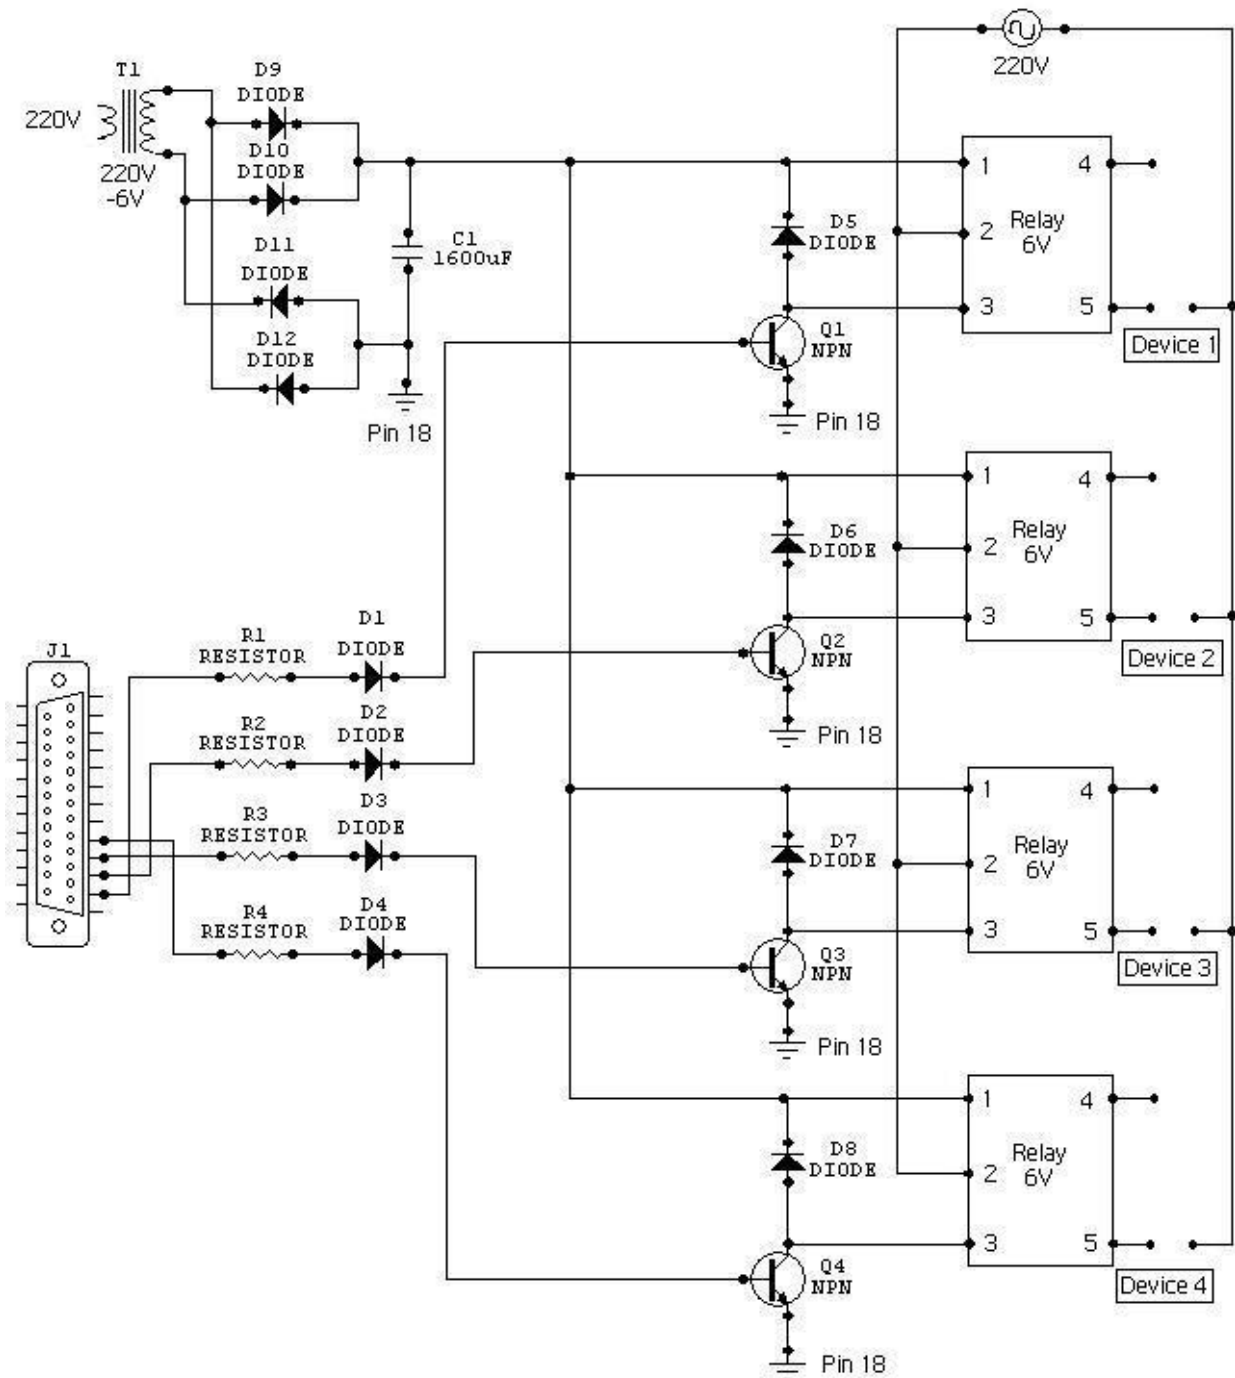 220V
T1
220V
-6V
D9
DIODE
D10
DIODE
D11
DIODE
D12
DIODE
C1
1600uF
Pin 18
220V
D5
DIODE
Q1
NPN
Pin 18
1
2
3
4
5
Relay
6V
Device 1
D6
DIODE
Q2
NPN
Pin 18
1
2
3
4
5
Relay
6V
Device 2
J1
R1
RESISTOR
D1
DIODE
R2
RESISTOR
D2
DIODE
R3
RESISTOR
D3
DIODE
R4
RESISTOR
D4
DIODE
D7
DIODE
Q3
NPN
Pin 18
1
2
3
4
5
Relay
6V
Device 3
D8
DIODE
Q4
NPN
Pin 18
1
2
3
4
5
Relay
6V
Device 4